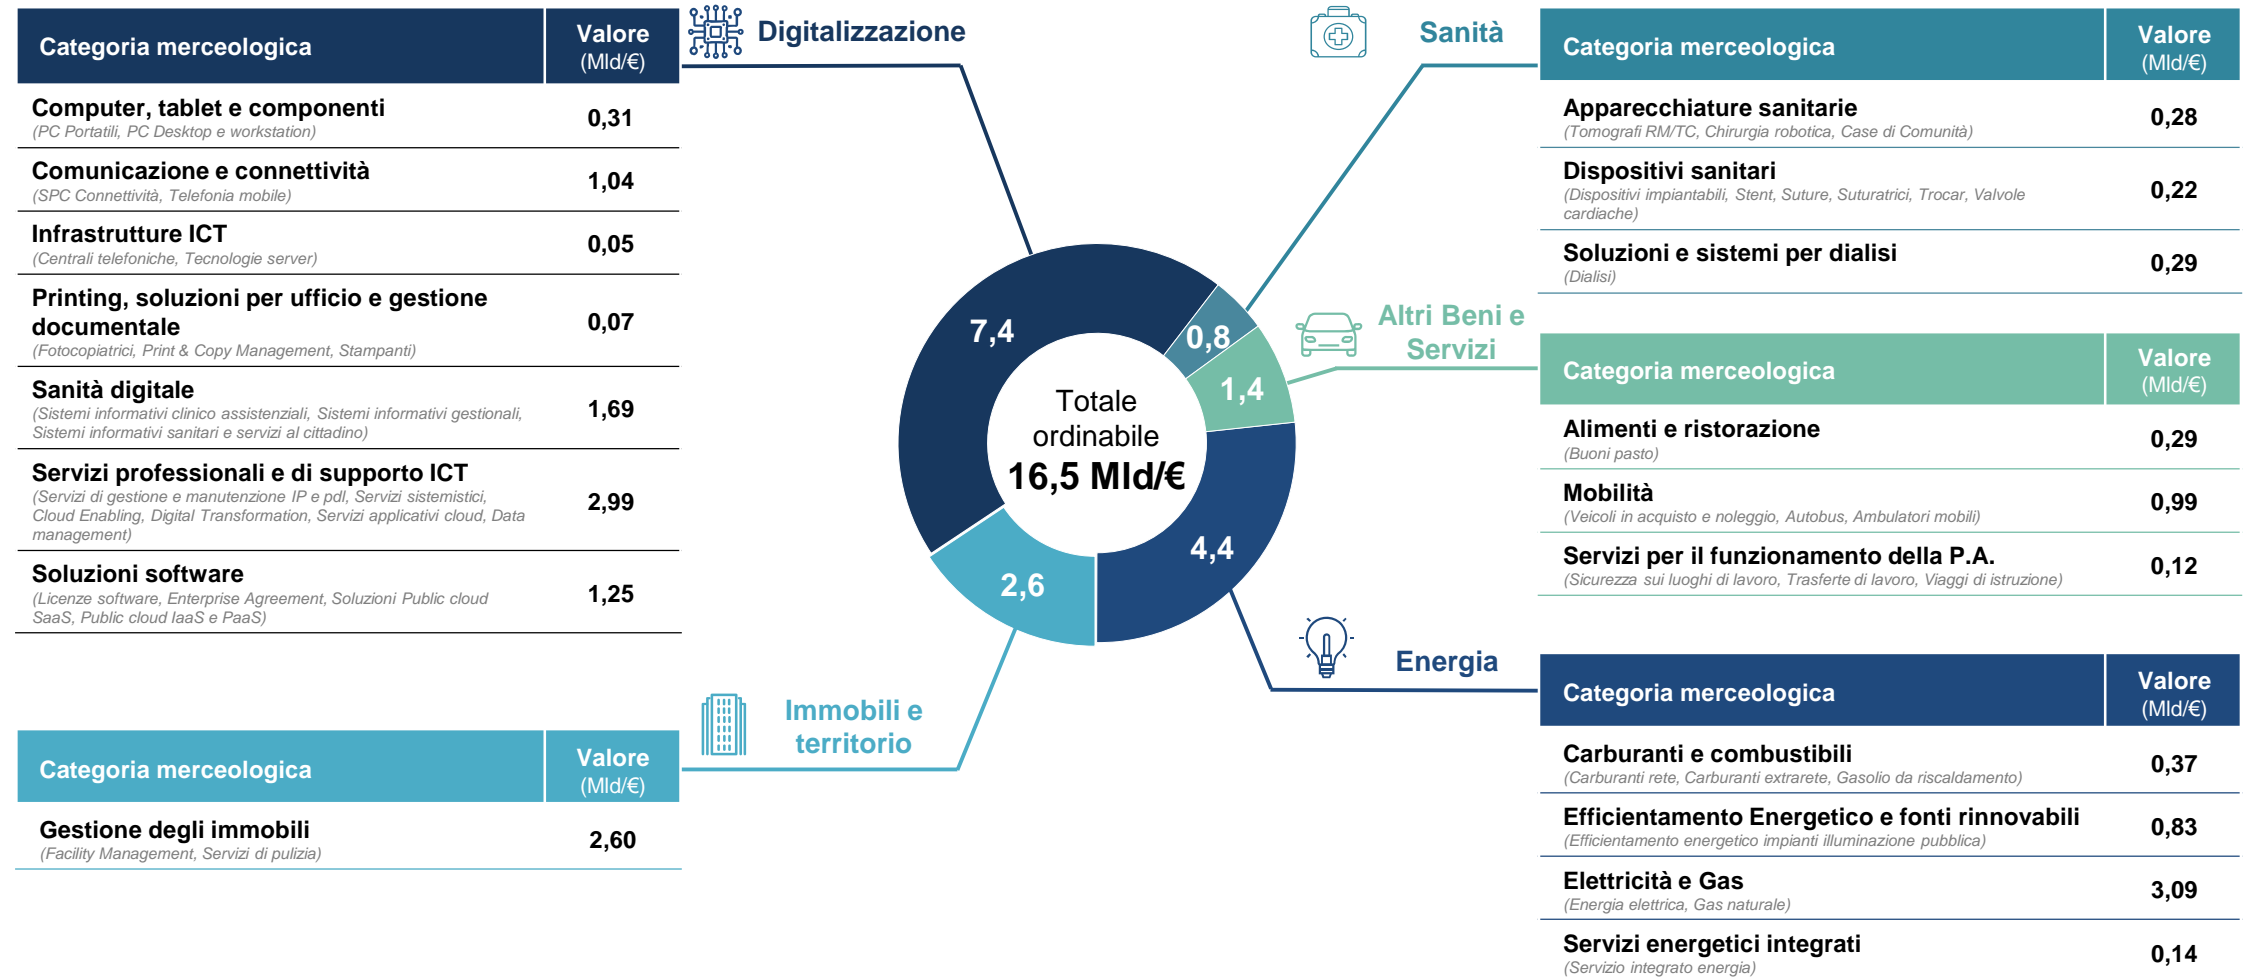 Digitalizzazione
Categoria merceologica
Valore
(Mld/€)
Computer, tablet e componenti
(PC Portatili, PC Desktop e workstation)
0,31
Comunicazione e connettività
(SPC Connettività, Telefonia mobile)
1,04
Infrastrutture ICT
(Centrali telefoniche, Tecnologie server)
0,05
Printing, soluzioni per ufficio e gestione
documentale
(Fotocopiatrici, Print & Copy Management, Stampanti)
0,07
Sanità digitale
(Sistemi informativi clinico assistenziali, Sistemi informativi gestionali,
Sistemi informativi sanitari e servizi al cittadino)
1,69
Servizi professionali e di supporto ICT
(Servizi di gestione e manutenzione IP e pdl, Servizi sistemistici,
Cloud Enabling, Digital Transformation, Servizi applicativi cloud, Data
management)
2,99
Soluzioni software
(Licenze software, Enterprise Agreement, Soluzioni Public cloud
SaaS, Public cloud IaaS e PaaS)
1,25
Immobili e
territorio
Categoria merceologica
Valore
(Mld/€)
Gestione degli immobili
(Facility Management, Servizi di pulizia)
2,60
7,4
0,8
1,4
4,4
2,6
Totale
ordinabile
16,5 Mld/€
Sanità
Categoria merceologica
Valore
(Mld/€)
Apparecchiature sanitarie
(Tomografi RM/TC, Chirurgia robotica, Case di Comunità)
0,28
Dispositivi sanitari
(Dispositivi impiantabili, Stent, Suture, Suturatrici, Trocar, Valvole
cardiache)
0,22
Soluzioni e sistemi per dialisi
(Dialisi)
0,29
Altri Beni e
Servizi
Categoria merceologica
Valore
(Mld/€)
Alimenti e ristorazione
(Buoni pasto)
0,29
Mobilità
(Veicoli in acquisto e noleggio, Autobus, Ambulatori mobili)
0,99
Servizi per il funzionamento della P.A.
(Sicurezza sui luoghi di lavoro, Trasferte di lavoro, Viaggi di istruzione)
0,12
Energia
Categoria merceologica
Valore
(Mld/€)
Carburanti e combustibili
(Carburanti rete, Carburanti extrarete, Gasolio da riscaldamento)
0,37
Efficientamento Energetico e fonti rinnovabili
(Efficientamento energetico impianti illuminazione pubblica)
0,83
Elettricità e Gas
(Energia elettrica, Gas naturale)
3,09
Servizi energetici integrati
(Servizio integrato energia)
0,14